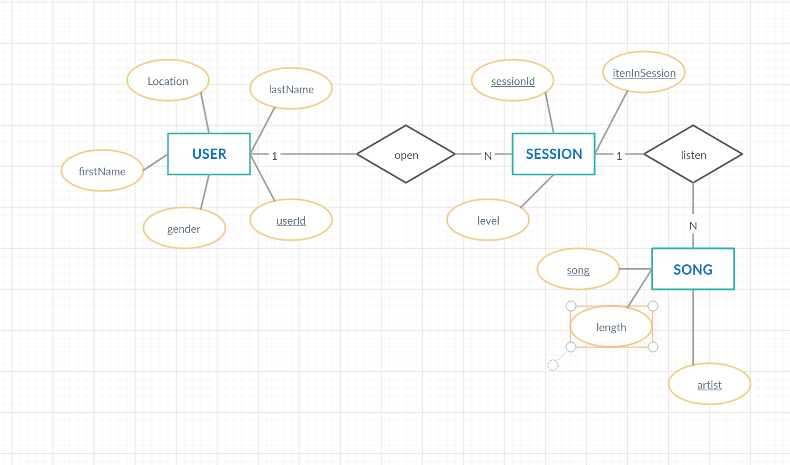 Location
lastName
sessionId
itenInSession
USER
1
open
N
SESSION
1
listen
firstName
gender
userId
level
N
song
SONG
length
artist